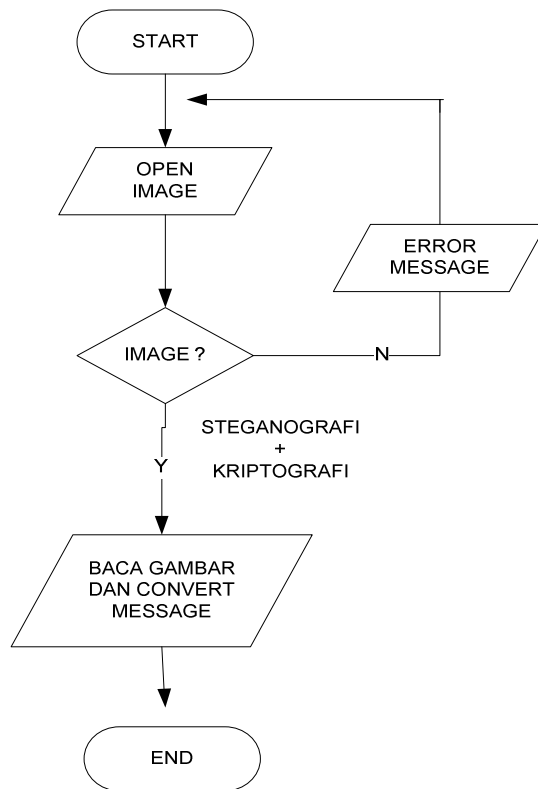 START
OPEN
IMAGE
ERROR
MESSAGE
IMAGE ?
N
STEGANOGRAFI
+
KRIPTOGRAFI
Y
BACA GAMBAR
DAN CONVERT
MESSAGE
END